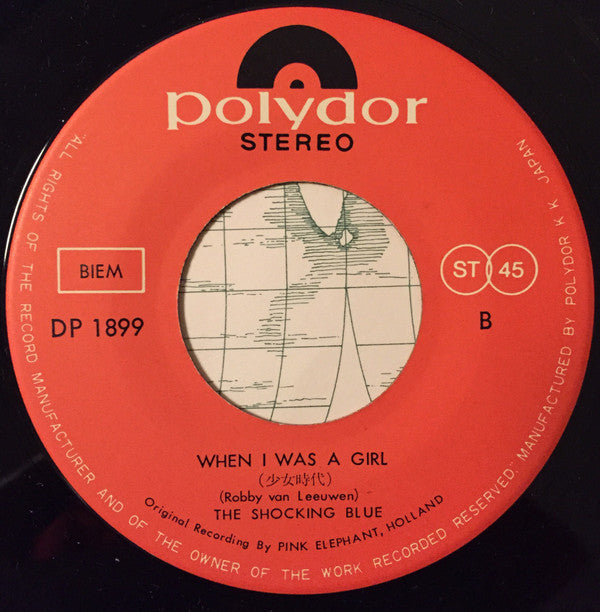 polydor
STEREO
BIEM
ST 45
DP 1899
B
WHEN I WAS A GIRL
(少女時代)
(Robby van Leeuwen)
THE SHOCKING BLUE
Original Recording By PINK ELEPHANT, HOLLAND
"ALL RIGHTS OF THE RECORD MANUFACTURER AND OF THE OWNER OF THE WORK RECORDED RESERVED." MANUFACTURED BY POLYDOR K K JAPAN